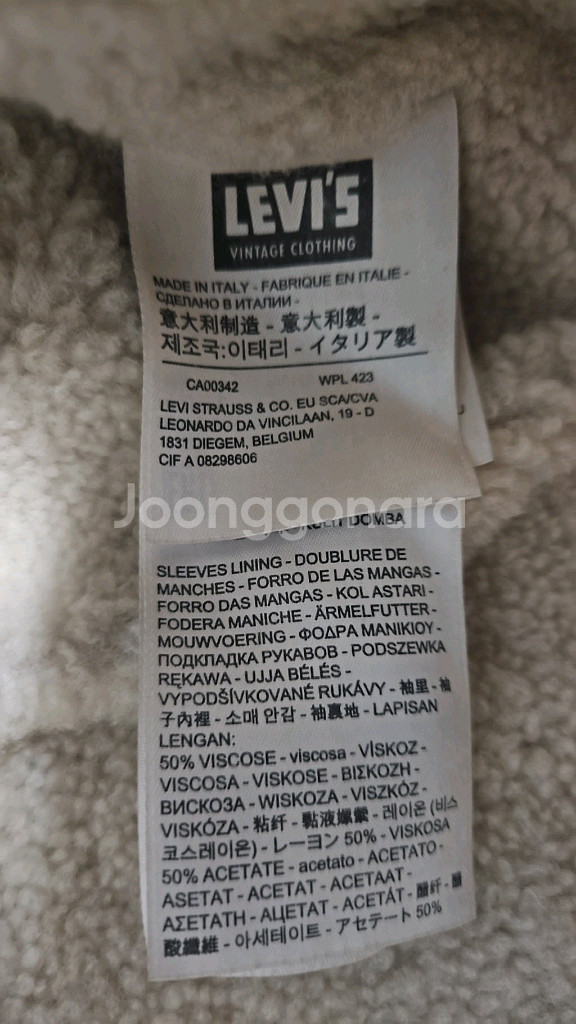 LEVI'S
VINTAGE CLOTHING
MADE IN ITALY - FABRIQUE EN ITALIE -
СДЕЛАНО В ИТАЛИИ -
意大利制造 - 意大利製 -
제조국:이태리 - イタリア製
CA00342 WPL 423
LEVI STRAUSS & CO. EU SCA/CVA
LEONARDO DA VINCILAAN, 19 - D
1831 DIEGEM, BELGIUM
CIF A 08298606
Joonggonara
DOMBA
SLEEVES LINING - DOUBLURE DE
MANCHES - FORRO DE LAS MANGAS -
FORRO DAS MANGAS - KOL ASTARI -
FODERA MANICHE - ÄRMELFUTTER -
MOUWVOERING - ΦΟΔΡΑ ΜΑΝΙΚΙΟΥ -
ПОДКЛАДКА РУКАВОВ - PODSZEWKA
RĘKAWA - UJJA BÉLÉS -
VYPODŠÍVKOVANÉ RUKÁVY - 袖里 - 袖
子內裡 - 소매 안감 - 袖裏地 - LAPISAN
LENGAN:
50% VISCOSE - viscosa - VİSKOZ -
VISCOSA - VISKOSE - ΒΙΣΚΟΖΗ -
ВИСКОЗА - WISKOZA - VISZKÓZ -
VISKÓZA - 粘纤 - 黏液嫘縈 - 레이온 (비스
코스레이온) - レーヨン 50% - VISKOSA
50% ACETATE - acetato - ACETATO -
ASETAT - ACETAT - ACETAAT -
ΑΣΕΤΑΤΗ - АЦЕТАТ - ACETÁT - 醋纤 - 醋
酸纖維 - 아세테이트 - アセテート 50%